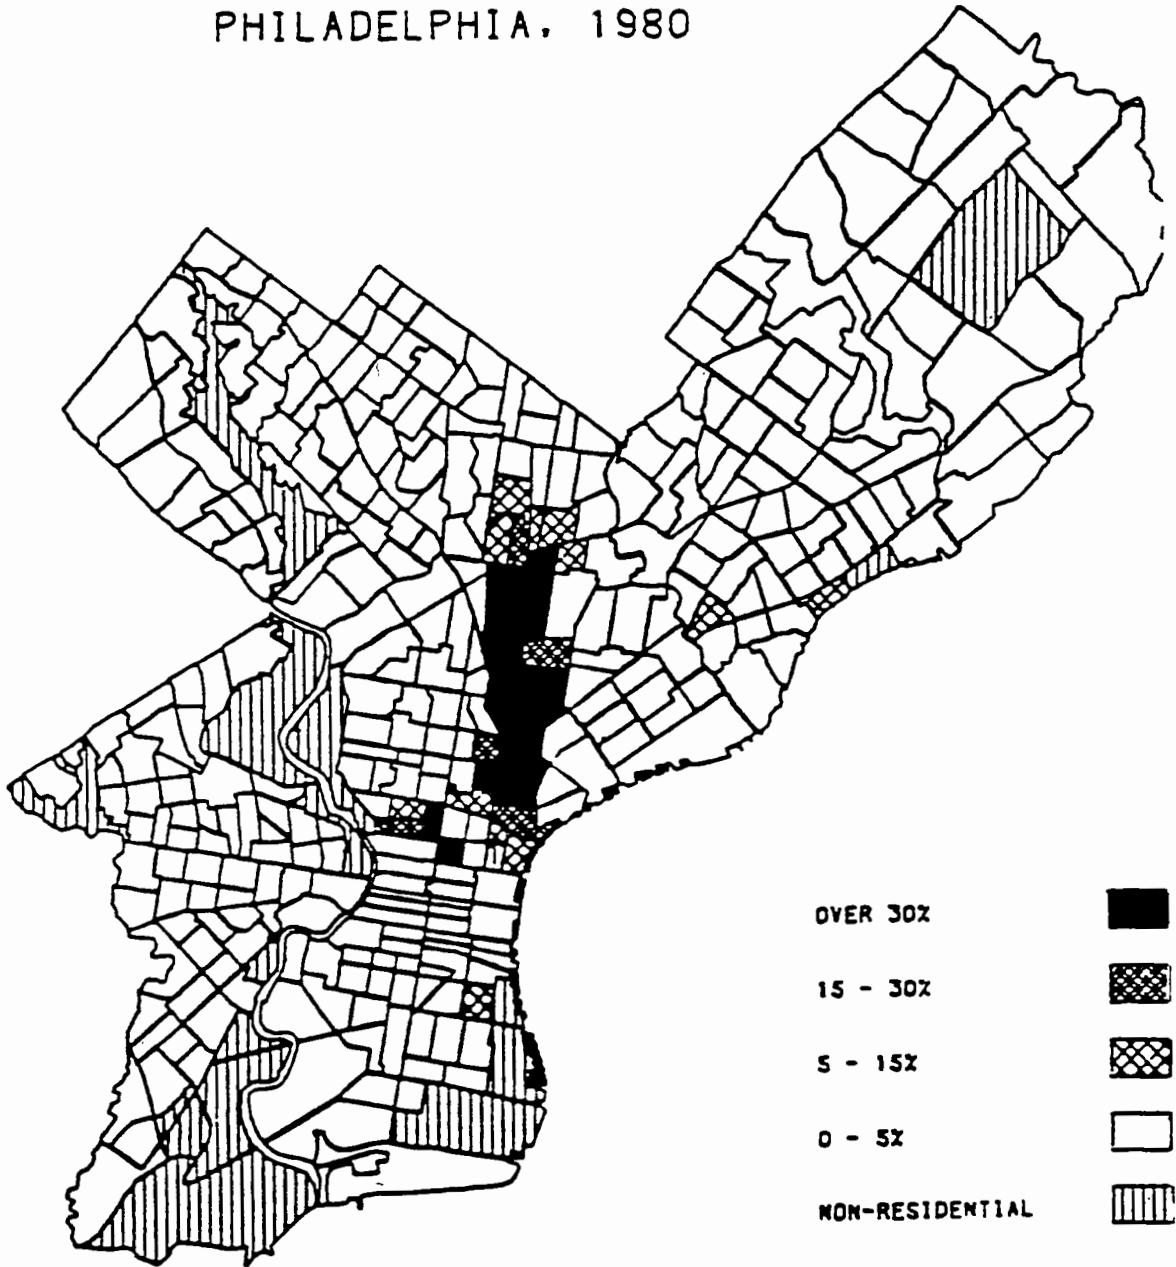 PHILADELPHIA, 1980
OVER 30%
15 - 30%
5 - 15%
0 - 5%
NON-RESIDENTIAL